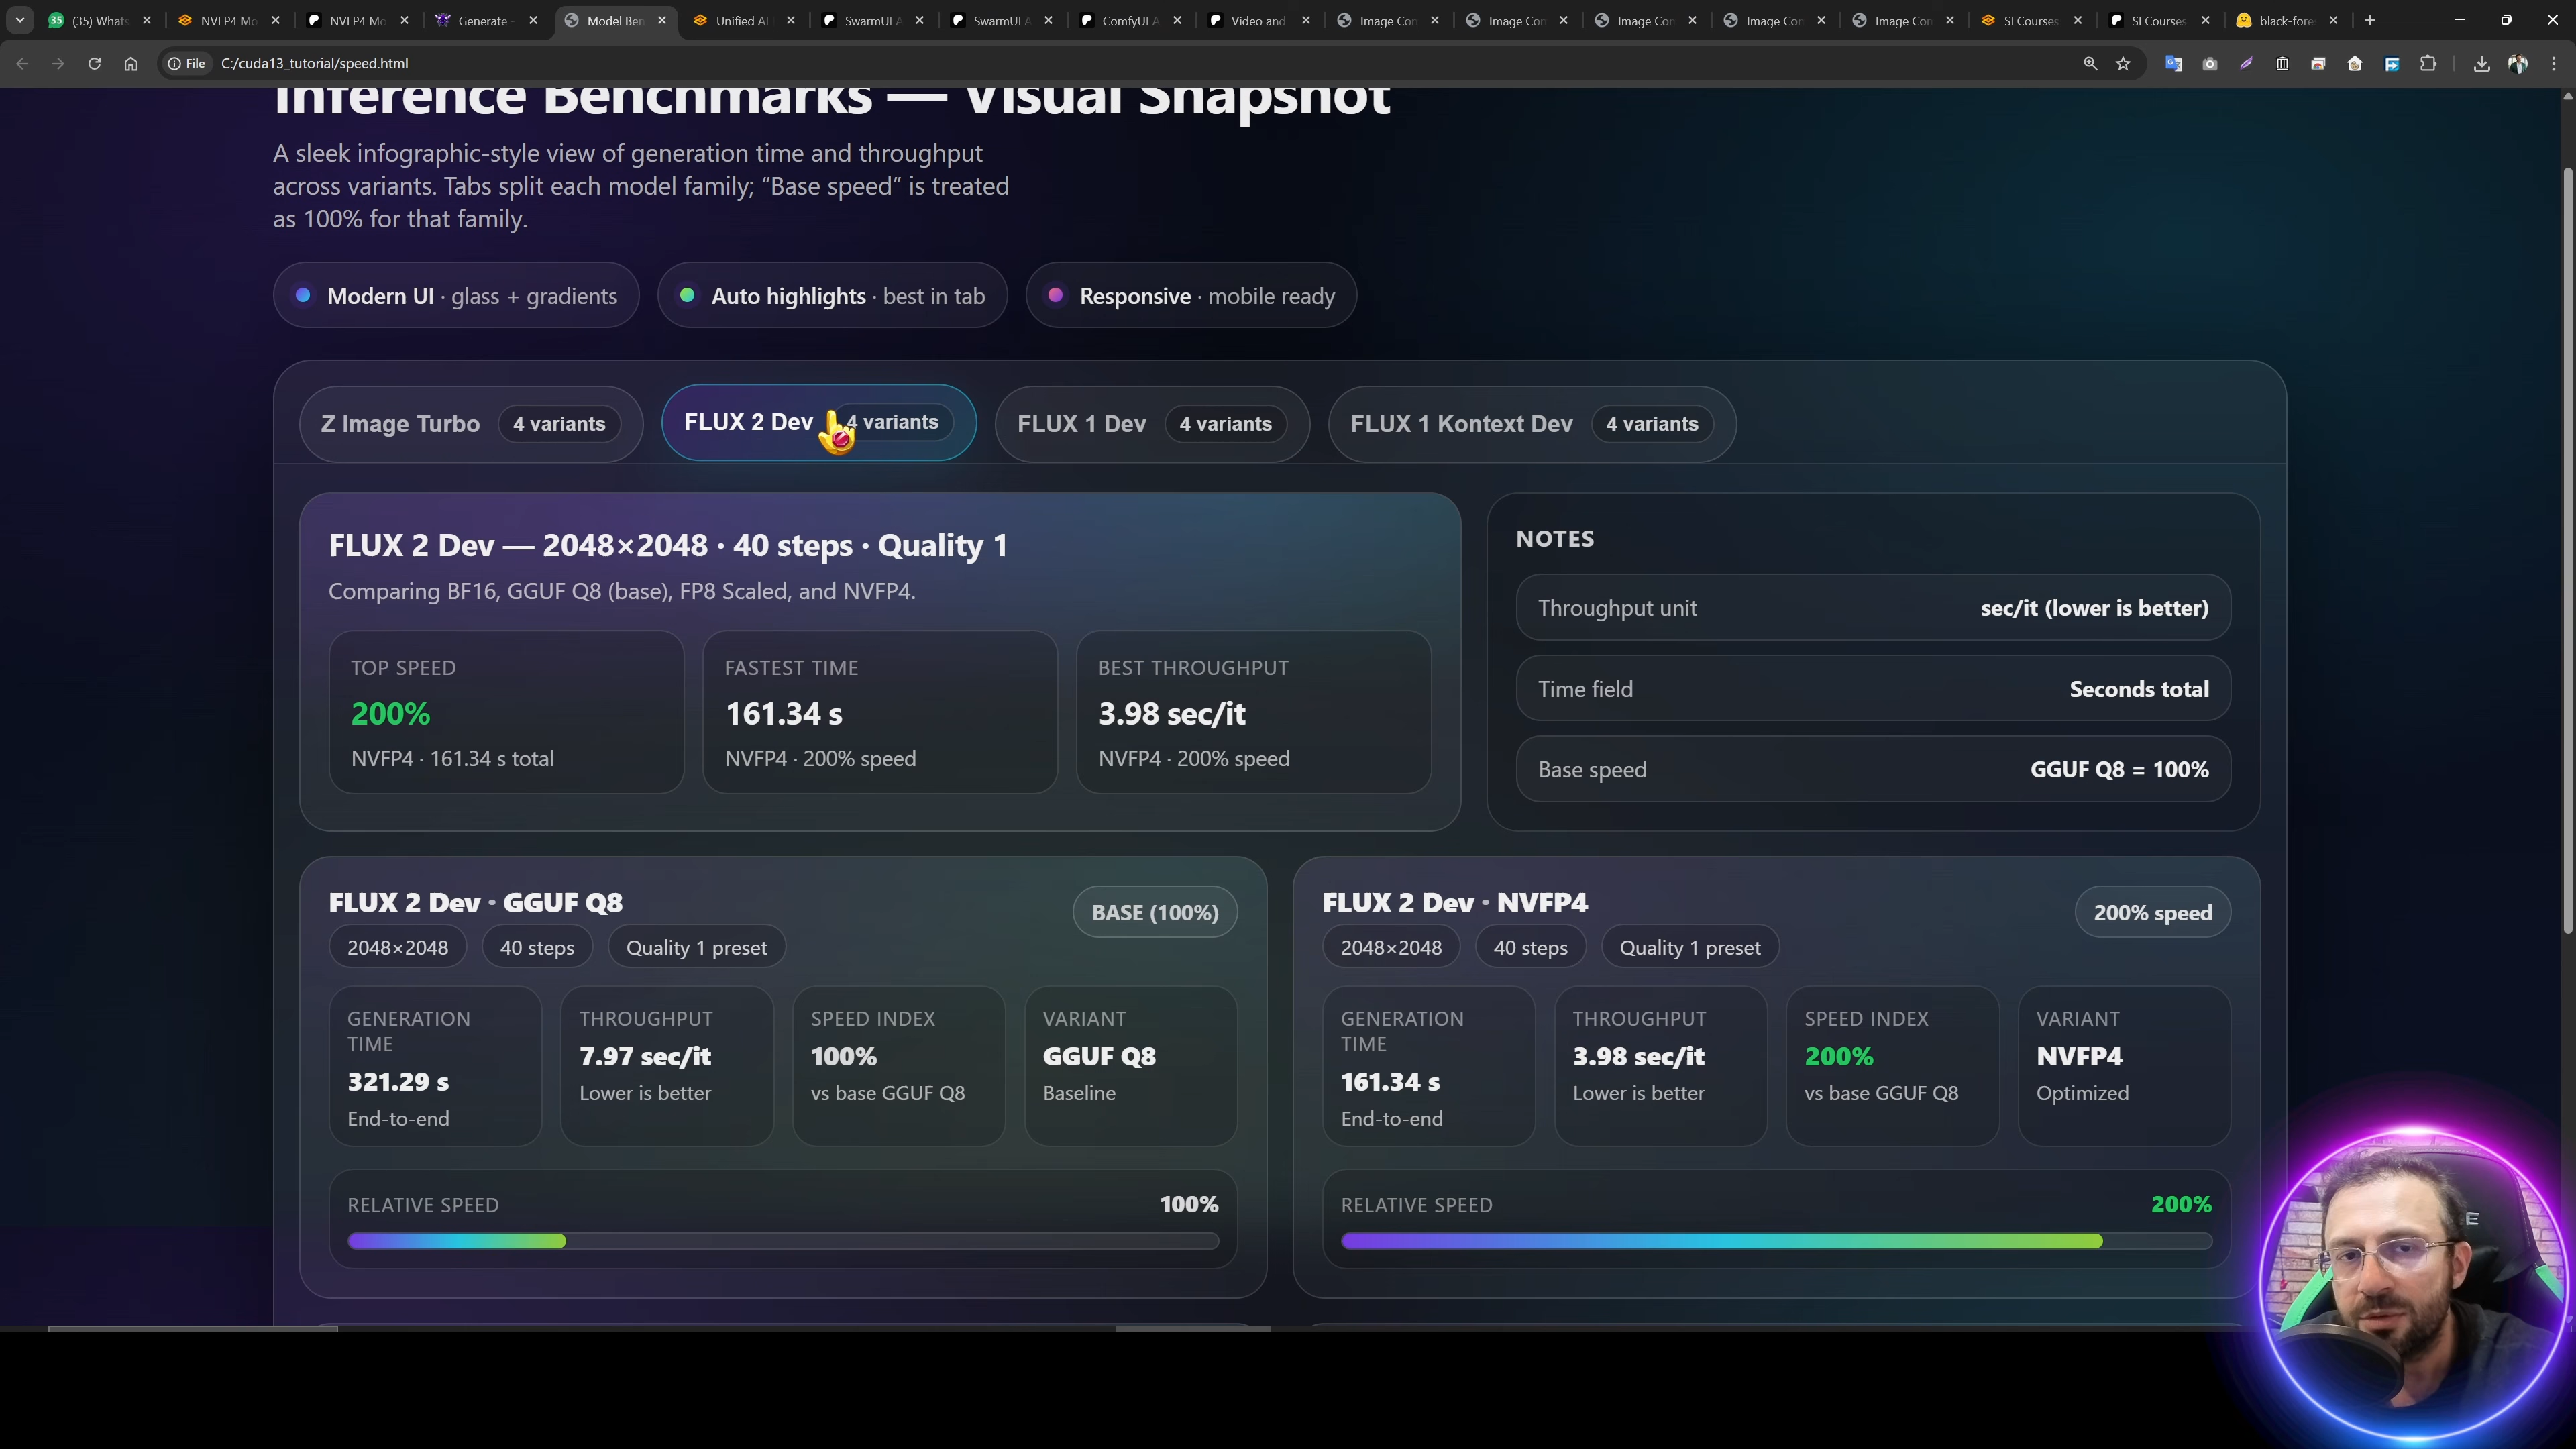 (35) Whats
NVFP4 Mo
NVFP4 Mo
Generate
Model Ben
Unified AI
SwarmUI A
SwarmUI A
ComfyUI A
Video and
Image Con
Image Con
Image Con
Image Con
Image Con
SECourses
SECourses
black-fore
File
C:/cuda13_tutorial/speed.html
Inference Benchmarks — Visual Snapshot
A sleek infographic-style view of generation time and throughput
across variants. Tabs split each model family; “Base speed” is treated
as 100% for that family.
Modern UI · glass + gradients
Auto highlights · best in tab
Responsive · mobile ready
Z Image Turbo 4 variants
FLUX 2 Dev 4 variants
FLUX 1 Dev 4 variants
FLUX 1 Kontext Dev 4 variants
FLUX 2 Dev — 2048×2048 · 40 steps · Quality 1
Comparing BF16, GGUF Q8 (base), FP8 Scaled, and NVFP4.
TOP SPEED
200%
NVFP4 · 161.34 s total
FASTEST TIME
161.34 s
NVFP4 · 200% speed
BEST THROUGHPUT
3.98 sec/it
NVFP4 · 200% speed
NOTES
Throughput unit sec/it (lower is better)
Time field Seconds total
Base speed GGUF Q8 = 100%
FLUX 2 Dev · GGUF Q8
BASE (100%)
2048×2048 40 steps Quality 1 preset
GENERATION
TIME
321.29 s
End-to-end
THROUGHPUT
7.97 sec/it
Lower is better
SPEED INDEX
100%
vs base GGUF Q8
VARIANT
GGUF Q8
Baseline
RELATIVE SPEED 100%
FLUX 2 Dev · NVFP4
200% speed
2048×2048 40 steps Quality 1 preset
GENERATION
TIME
161.34 s
End-to-end
THROUGHPUT
3.98 sec/it
Lower is better
SPEED INDEX
200%
vs base GGUF Q8
VARIANT
NVFP4
Optimized
RELATIVE SPEED 200%